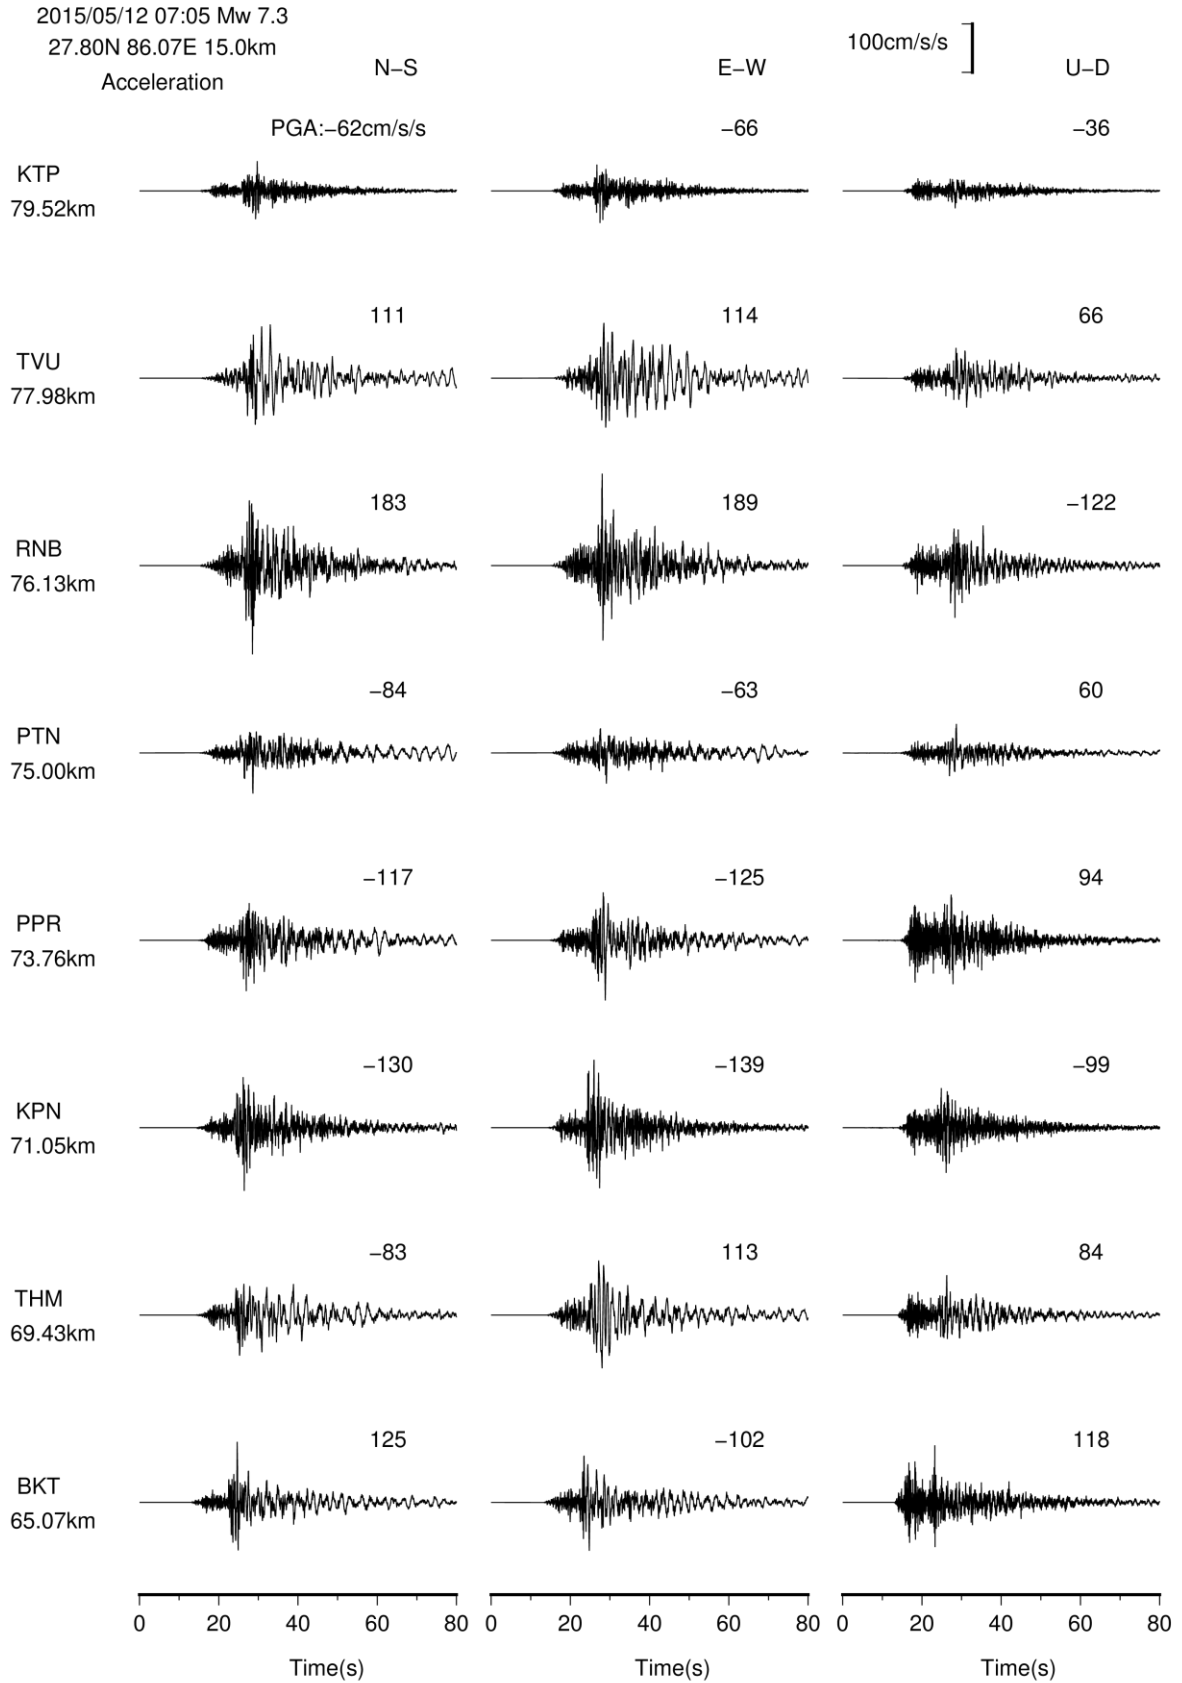 2015/05/12 07:05 Mw 7.3
27.80N 86.07E 15.0km
Acceleration
N−S
E−W
100cm/s/s
U−D
PGA:−62cm/s/s
−66
−36
KTP
79.52km
111
114
66
TVU
77.98km
183
189
−122
RNB
76.13km
−84
−63
60
PTN
75.00km
−117
−125
94
PPR
73.76km
−130
−139
−99
KPN
71.05km
−83
113
84
THM
69.43km
125
−102
118
BKT
65.07km
0 20 40 60 80
0 20 40 60 80
0 20 40 60 80
Time(s)
Time(s)
Time(s)